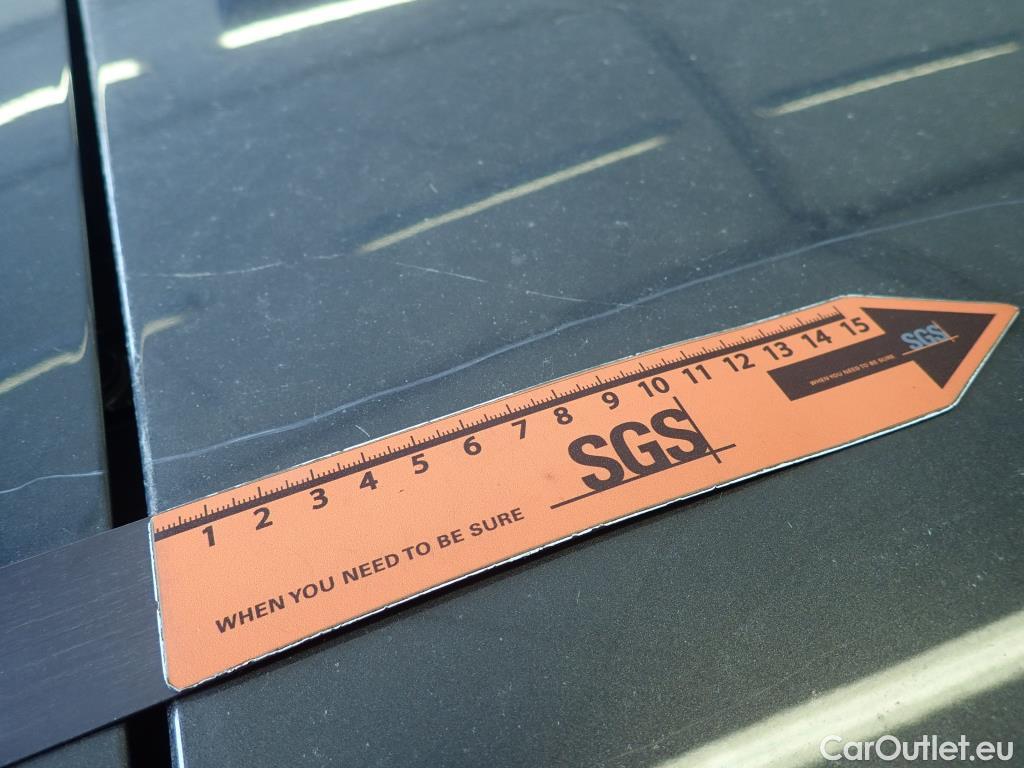 1 2 3 4 5 6 7 8 9 10 11 12 13 14 15
SGS
WHEN YOU NEED TO BE SURE
SGS
WHEN YOU NEED TO BE SURE
CarOutlet.eu